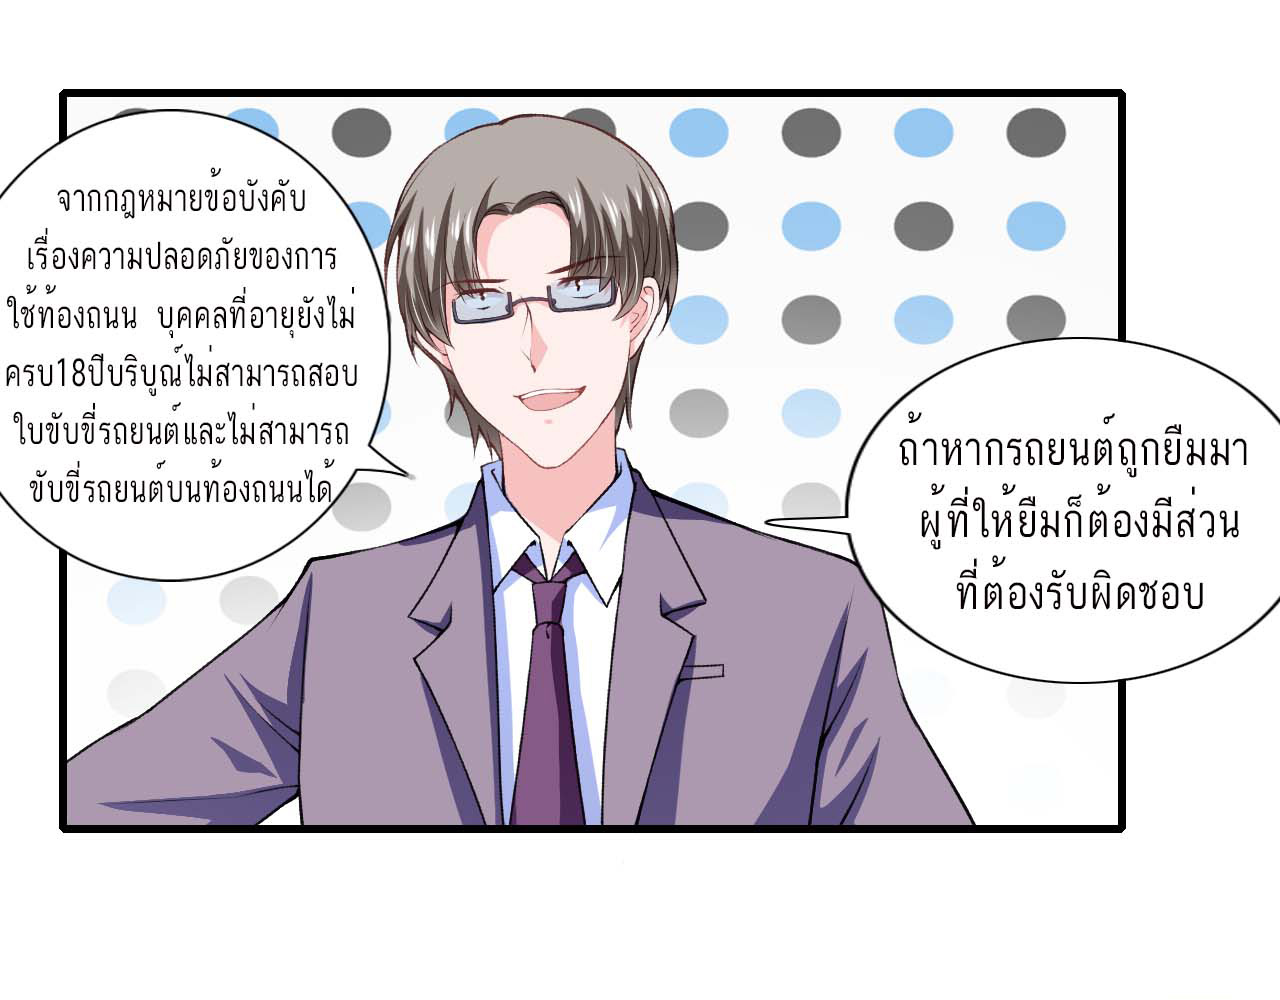 จากกฎหมายข้อบังคับ
เรื่องความปลอดภัยของการ
ใช้ท้องถนน บุคคลที่อายุยังไม่
ครบ18ปีบริบูณ์ไม่สามารถสอบ
ใบขับขี่รถยนต์และไม่สามารถ
ขับขี่รถยนต์บนท้องถนนได้
ถ้าหากรถยนต์ถูกยืมมา
ผู้ที่ให้ยืมก็ต้องมีส่วน
ที่ต้องรับผิดชอบ